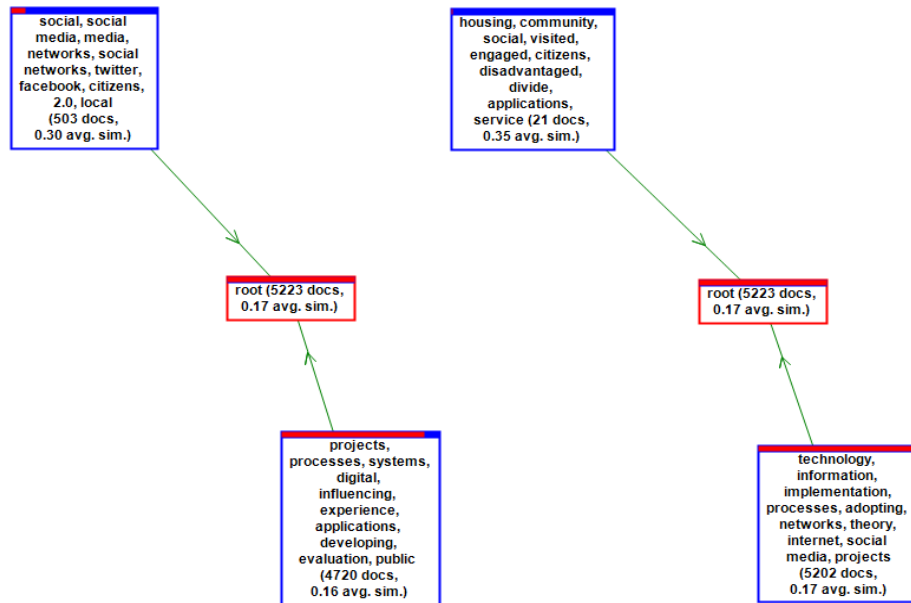 social, social
media, media,
networks, social
networks, twitter,
facebook, citizens,
2.0, local
(503 docs,
0.30 avg. sim.)
housing, community,
social, visited,
engaged, citizens,
disadvantaged,
divide,
applications,
service (21 docs,
0.35 avg. sim.)
root (5223 docs,
0.17 avg. sim.)
root (5223 docs,
0.17 avg. sim.)
projects,
processes, systems,
digital,
influencing,
experience,
applications,
developing,
evaluation, public
(4720 docs,
0.16 avg. sim.)
technology,
information,
implementation,
processes, adopting,
networks, theory,
internet, social
media, projects
(5202 docs,
0.17 avg. sim.)